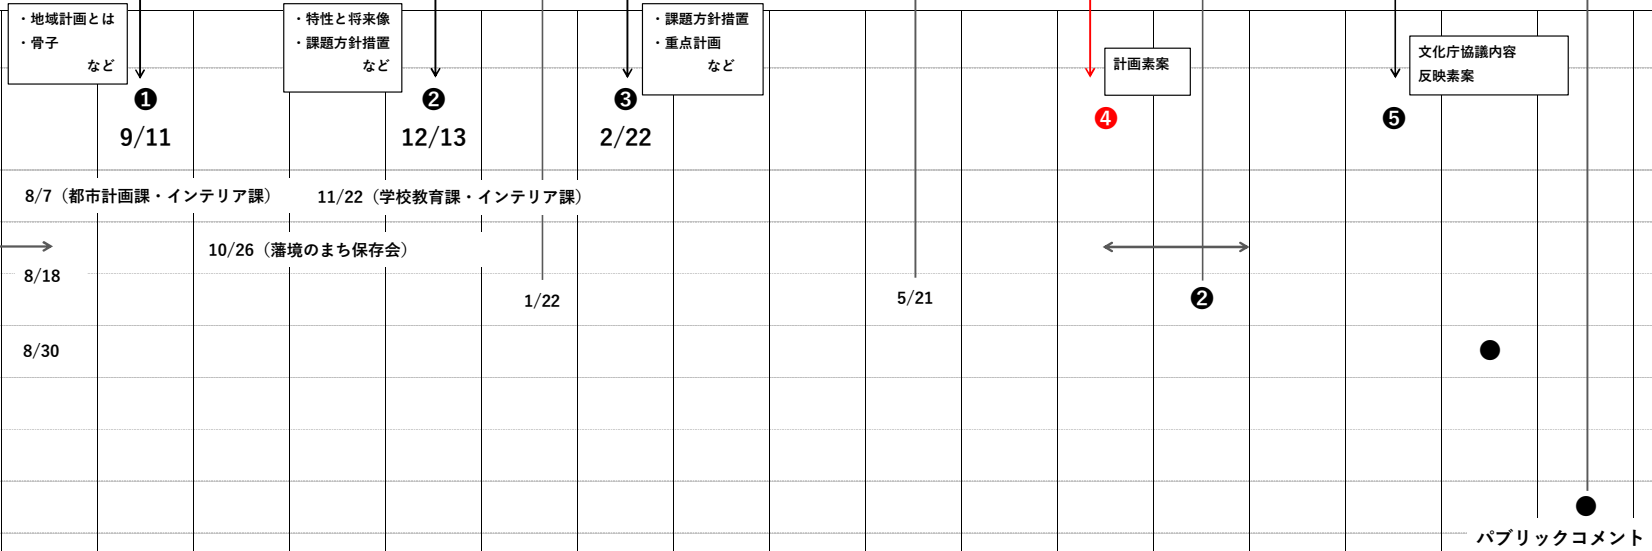 ・地域計画とは
・骨子
など
・特性と将来像
・課題方針措置
など
・課題方針措置
・重点計画
など
計画素案
文化庁協議内容
反映素案
❶
❷
❸
❹
❺
9/11
12/13
2/22
8/7（都市計画課・インテリア課）
11/22（学校教育課・インテリア課）
10/26（藩境のまち保存会）
8/18
1/22
5/21
❷
8/30
パブリックコメント